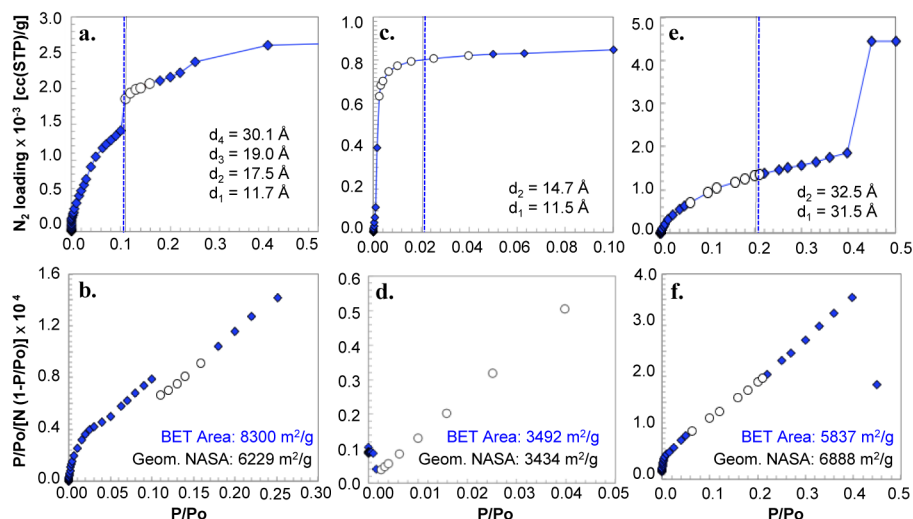 N₂ loading x 10⁻³ [cc(STP)/g]
a.
3.0
2.5
2.0
1.5
1.0
0.5
0.0
d₄ = 30.1 Å
d₃ = 19.0 Å
d₂ = 17.5 Å
d₁ = 11.7 Å
0.0 0.1 0.2 0.3 0.4 0.5
c.
1.0
0.8
0.6
0.4
0.2
0.0
d₂ = 14.7 Å
d₁ = 11.5 Å
0.00 0.02 0.04 0.06 0.08 0.10
e.
5.0
4.0
3.0
2.0
1.0
0.0
d₂ = 32.5 Å
d₁ = 31.5 Å
0.0 0.1 0.2 0.3 0.4 0.5
P/Po/[N (1-P/Po)] x 10⁻⁴
b.
1.6
1.2
0.8
0.4
0.0
BET Area: 8300 m²/g
Geom. NASA: 6229 m²/g
0.00 0.05 0.10 0.15 0.20 0.25 0.30
P/Po
d.
0.6
0.5
0.4
0.3
0.2
0.1
0.0
BET Area: 3492 m²/g
Geom. NASA: 3434 m²/g
0.00 0.01 0.02 0.03 0.04 0.05
P/Po
f.
4.0
3.0
2.0
1.0
0.0
BET Area: 5837 m²/g
Geom. NASA: 6888 m²/g
0.0 0.1 0.2 0.3 0.4 0.5
P/Po